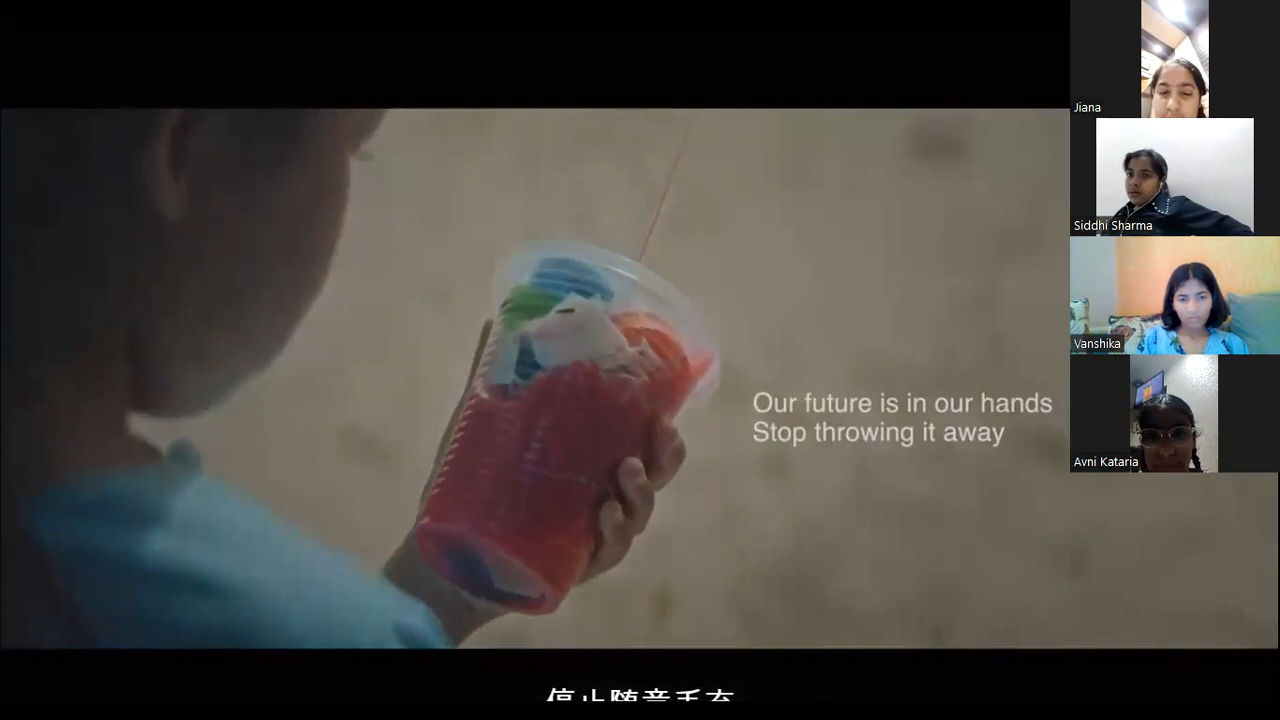 Jiana
Siddhi Sharma
Vanshika
Our future is in our hands
Stop throwing it away
Avni Kataria